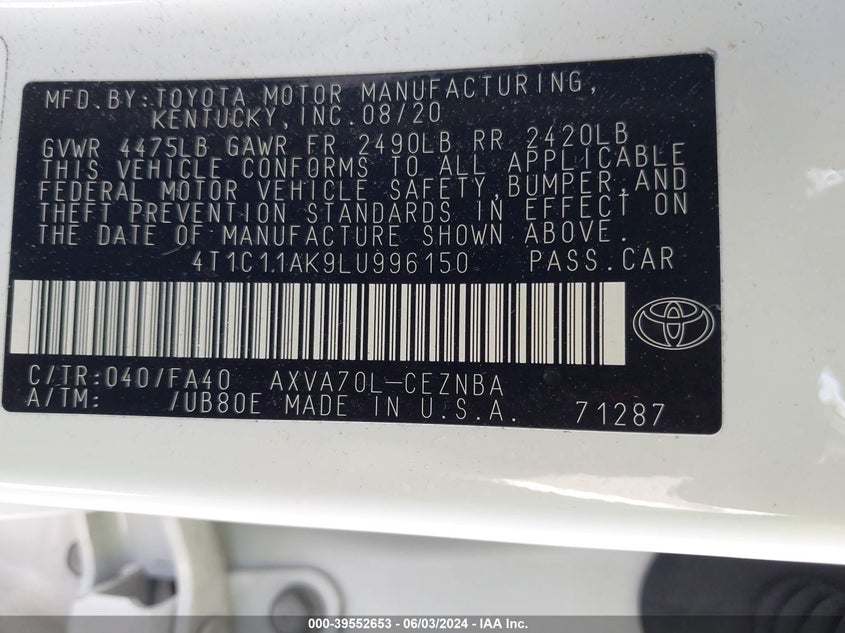 MFD.BY:TOYOTA MOTOR MANUFACTURING,
KENTUCKY,INC.08/20
GVWR 4475LB GAWR FR 2490LB RR 2420LB
THIS VEHICLE CONFORMS TO ALL APPLICABLE
FEDERAL MOTOR VEHICLE SAFETY,BUMPER,AND
THEFT PREVENTION STANDARDS IN EFFECT ON
THE DATE OF MANUFACTURE SHOWN ABOVE.
4T1C11AK9LU996150 PASS.CAR
C/TR:040/FA40 AXVA70L-CEZNBA
A/TM: /UB80E MADE IN U.S.A. 71287
000-39552653 - 06/03/2024 - IAA Inc.